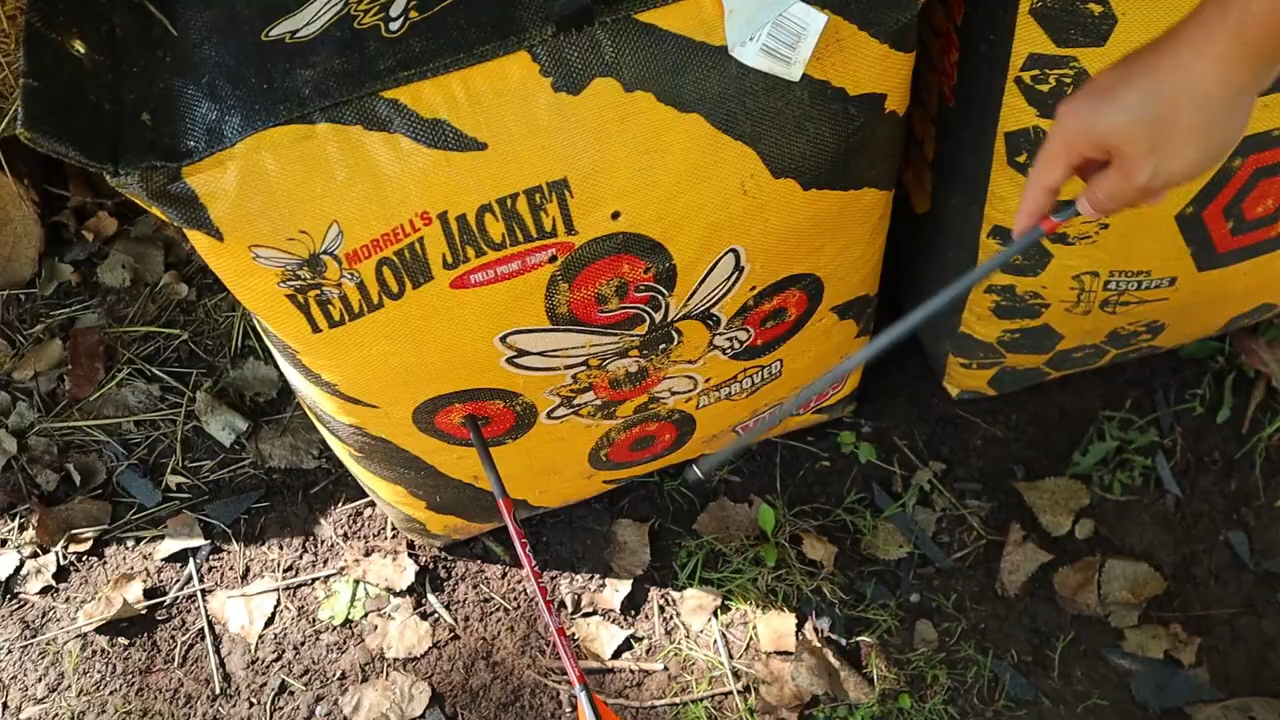 MORRELL'S
YELLOW JACKET
FIELD POINT TARGET
APPROVED
STOPS
450 FPS